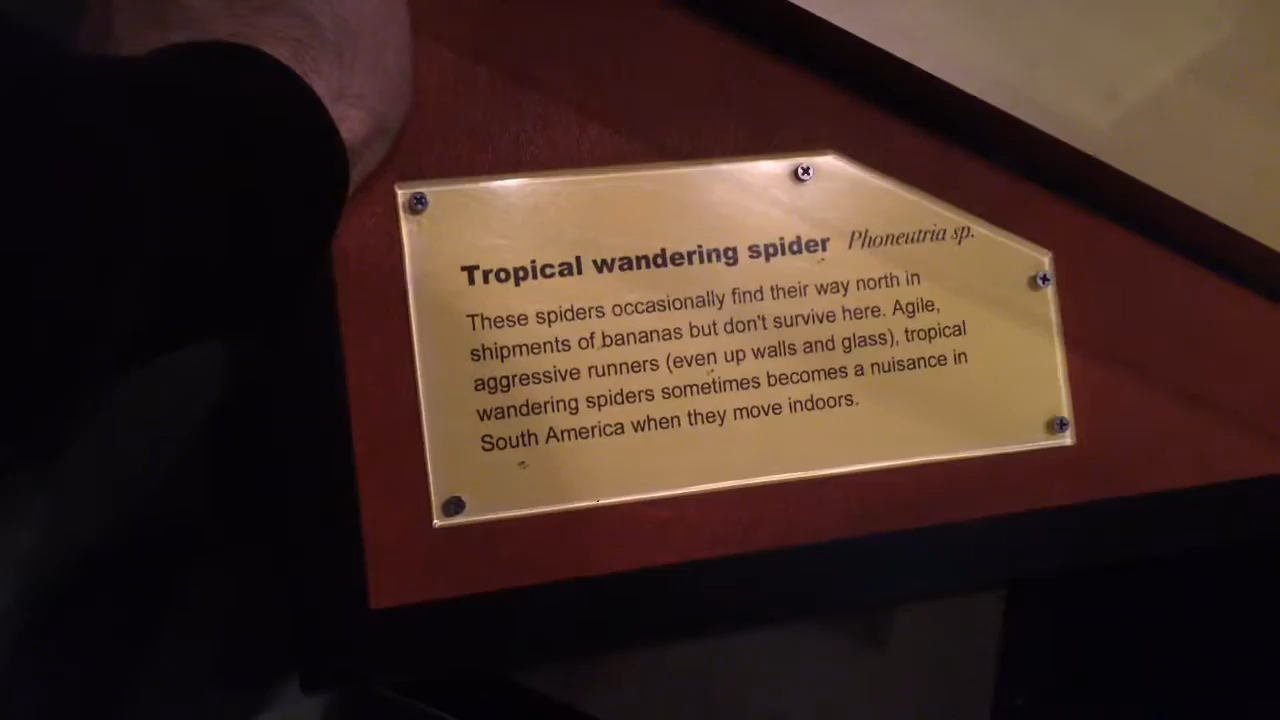 Tropical wandering spider Phoneutria sp.
These spiders occasionally find their way north in
shipments of bananas but don't survive here. Agile,
aggressive runners (even up walls and glass), tropical
wandering spiders sometimes becomes a nuisance in
South America when they move indoors.